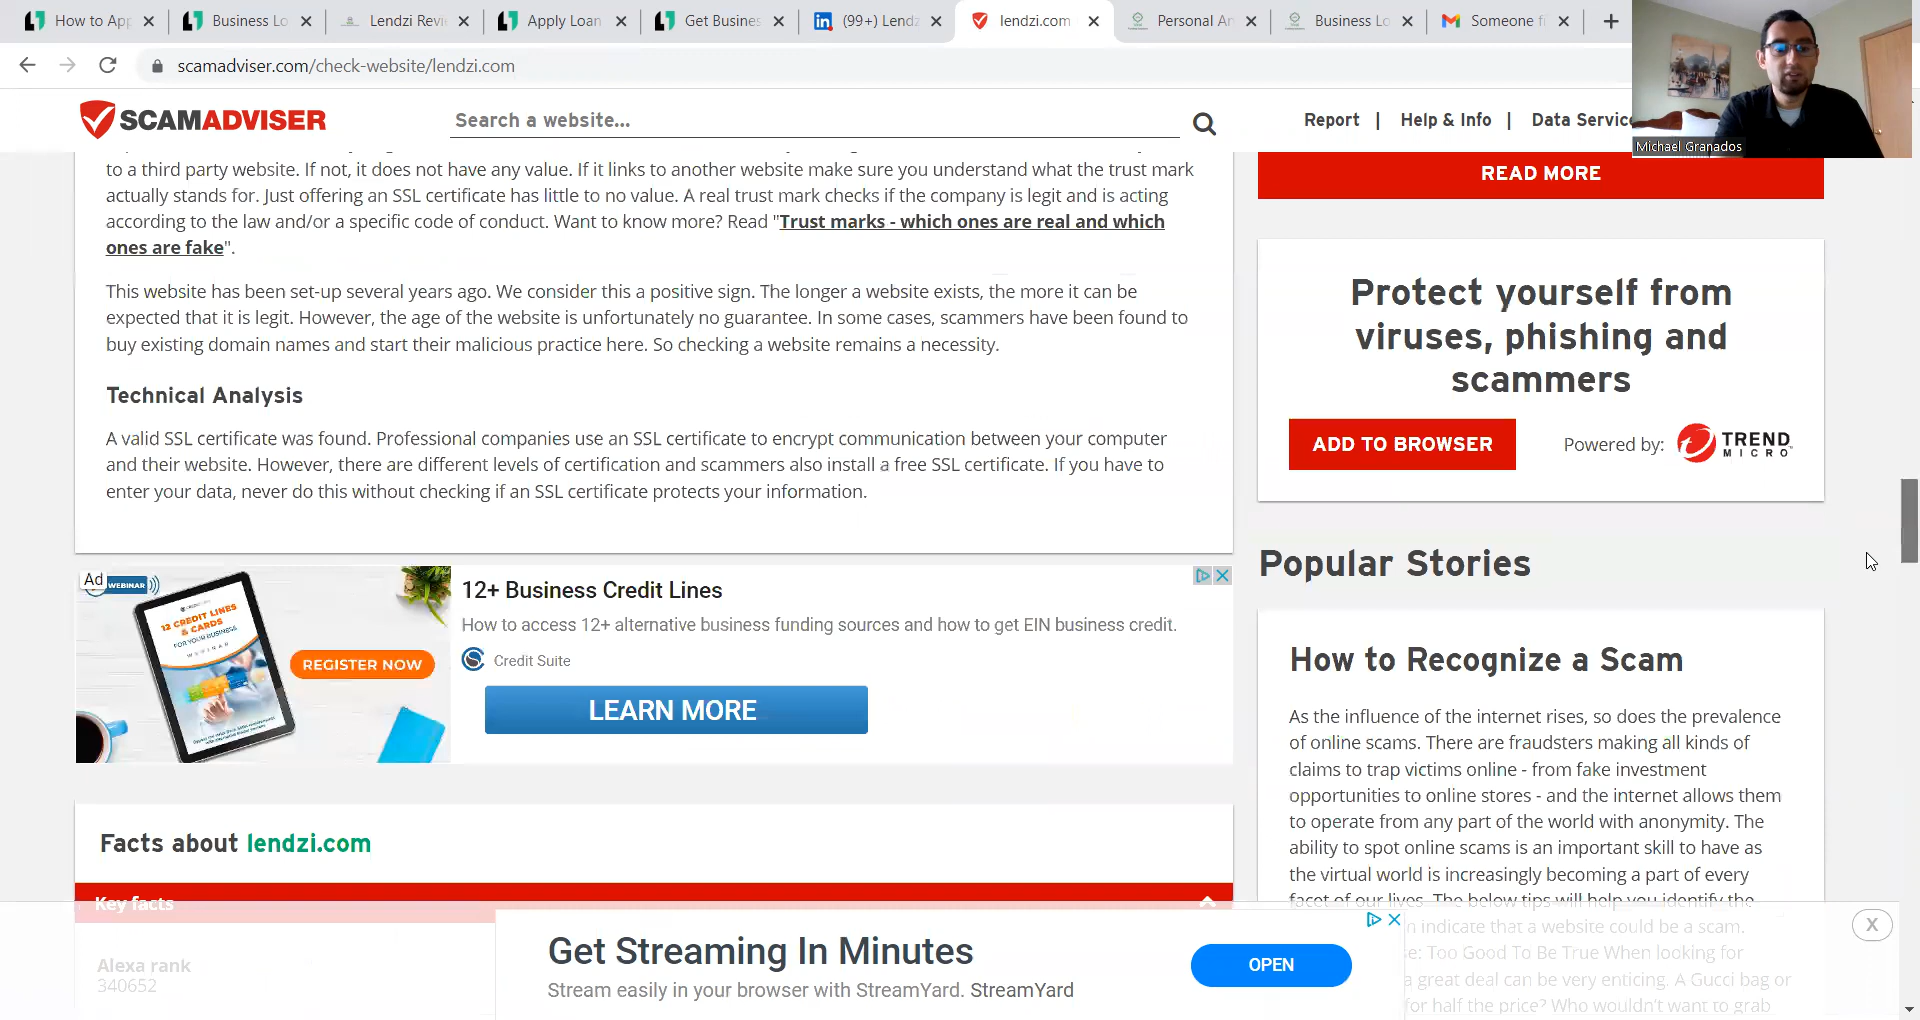 How to App
Business Lo
Lendzi Revi
Apply Loan
Get Busines
(99+) Lendz
lendzi.com
Personal An
Business Lo
Someone fi
scamadviser.com/check-website/lendzi.com
SCAMADVISER
Search a website...
Report | Help & Info | Data Servic
Michael Granados
to a third party website. If not, it does not have any value. If it links to another website make sure you understand what the trust mark
actually stands for. Just offering an SSL certificate has little to no value. A real trust mark checks if the company is legit and is acting
according to the law and/or a specific code of conduct. Want to know more? Read "Trust marks - which ones are real and which
ones are fake".
This website has been set-up several years ago. We consider this a positive sign. The longer a website exists, the more it can be
expected that it is legit. However, the age of the website is unfortunately no guarantee. In some cases, scammers have been found to
buy existing domain names and start their malicious practice here. So checking a website remains a necessity.
Technical Analysis
A valid SSL certificate was found. Professional companies use an SSL certificate to encrypt communication between your computer
and their website. However, there are different levels of certification and scammers also install a free SSL certificate. If you have to
enter your data, never do this without checking if an SSL certificate protects your information.
Ad
WEBINAR
12 CREDIT LINES
& CARDS
FOR YOUR BUSINESS
WEBINAR
REGISTER NOW
12+ Business Credit Lines
How to access 12+ alternative business funding sources and how to get EIN business credit.
Credit Suite
LEARN MORE
Facts about lendzi.com
Key facts
Alexa rank
340652
READ MORE
Protect yourself from
viruses, phishing and
scammers
ADD TO BROWSER
Powered by:
TREND
MICRO
Popular Stories
How to Recognize a Scam
As the influence of the internet rises, so does the prevalence
of online scams. There are fraudsters making all kinds of
claims to trap victims online - from fake investment
opportunities to online stores - and the internet allows them
to operate from any part of the world with anonymity. The
ability to spot online scams is an important skill to have as
the virtual world is increasingly becoming a part of every
facet of our lives. The below tips will help you identify the
n indicate that a website could be a scam.
se: Too Good To Be True When looking for
a great deal can be very enticing. A Gucci bag or
for half the price? Who wouldn't want to grab
X
Get Streaming In Minutes
Stream easily in your browser with StreamYard. StreamYard
OPEN